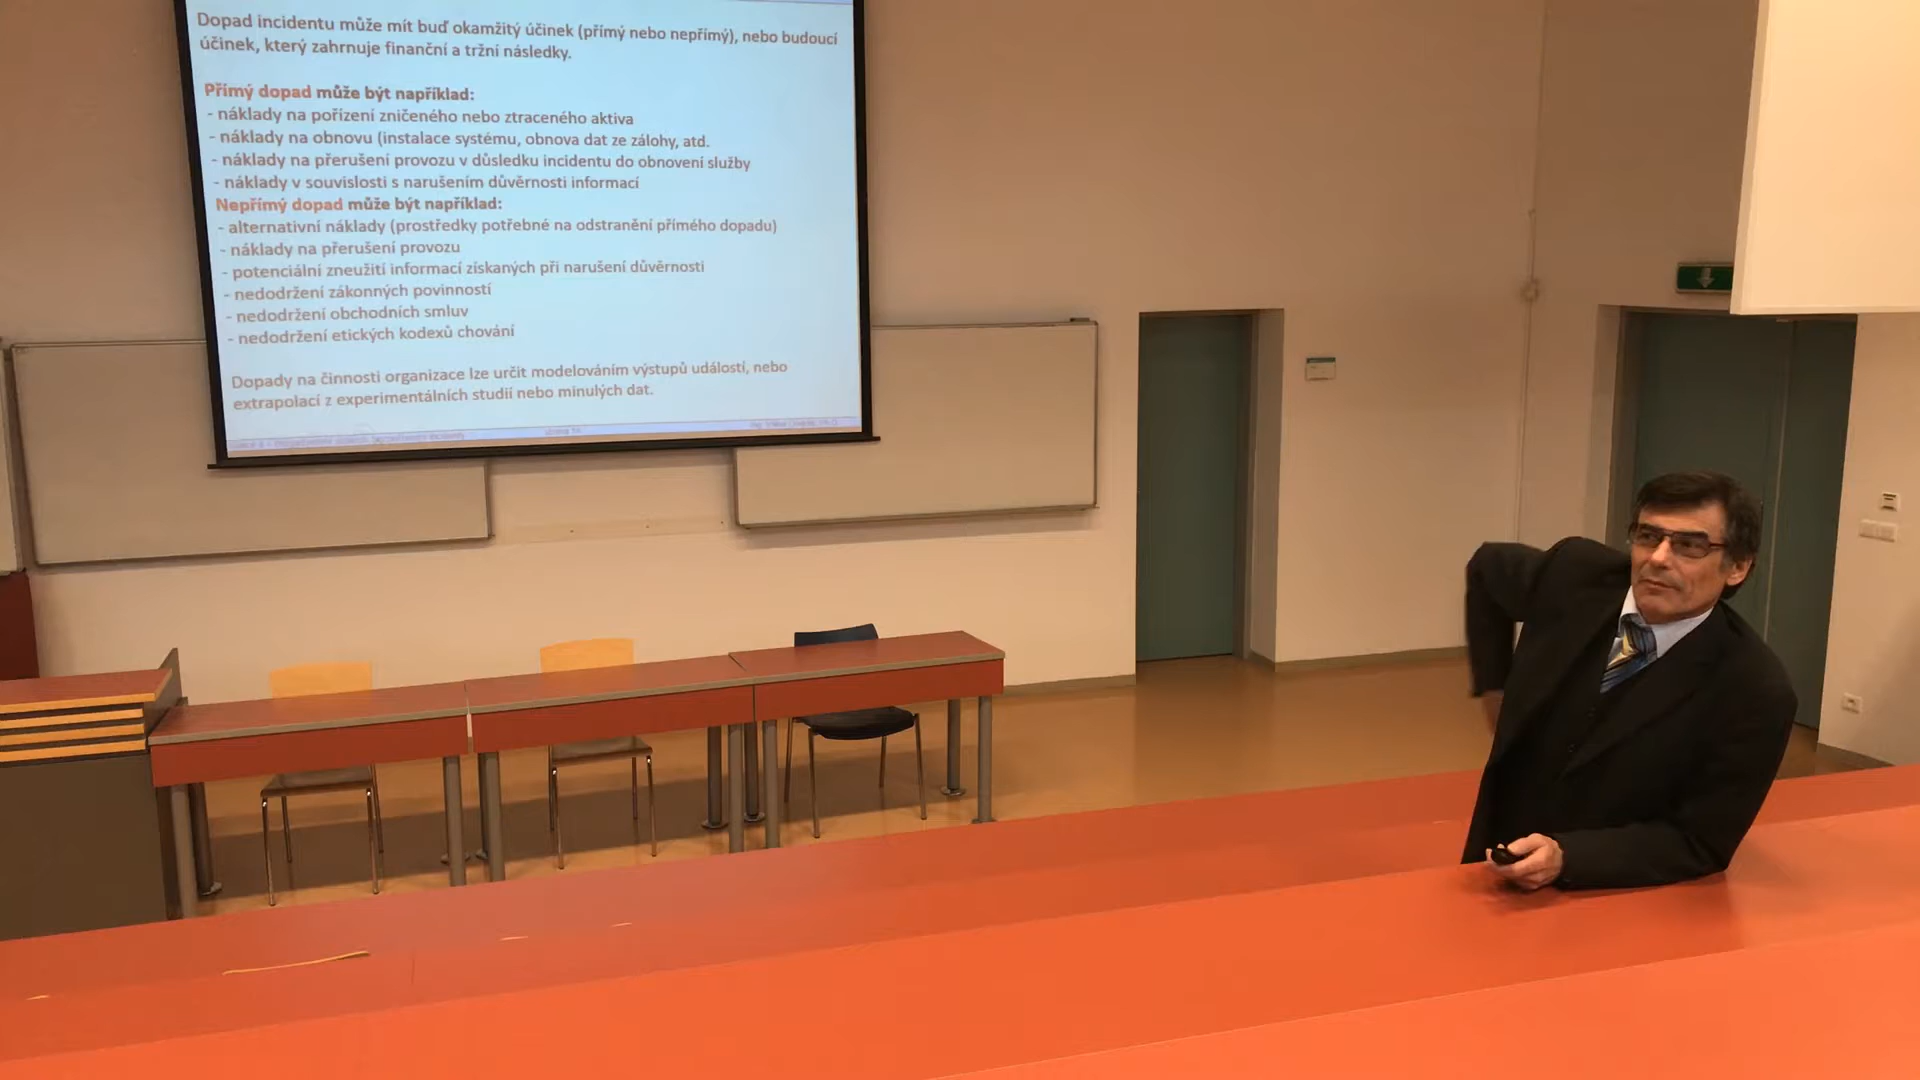 Dopad incidentu může mít buď okamžitý účinek (přímý nebo nepřímý), nebo budoucí
účinek, který zahrnuje finanční a tržní následky.
Přímý dopad může být například:
- náklady na pořízení zničeného nebo ztraceného aktiva
- náklady na obnovu (instalace systému, obnova dat ze zálohy, atd.
- náklady na přerušení provozu v důsledku incidentu do obnovení služby
- náklady v souvislosti s narušením důvěrnosti informací
Nepřímý dopad může být například:
- alternativní náklady (prostředky potřebné na odstranění přímého dopadu)
- náklady na přerušení provozu
- potenciální zneužití informací získaných při narušení důvěrnosti
- nedodržení zákonných povinností
- nedodržení obchodních smluv
- nedodržení etických kodexů chování
Dopady na činnosti organizace lze určit modelováním výstupů událostí, nebo
extrapolací z experimentálních studií nebo minulých dat.